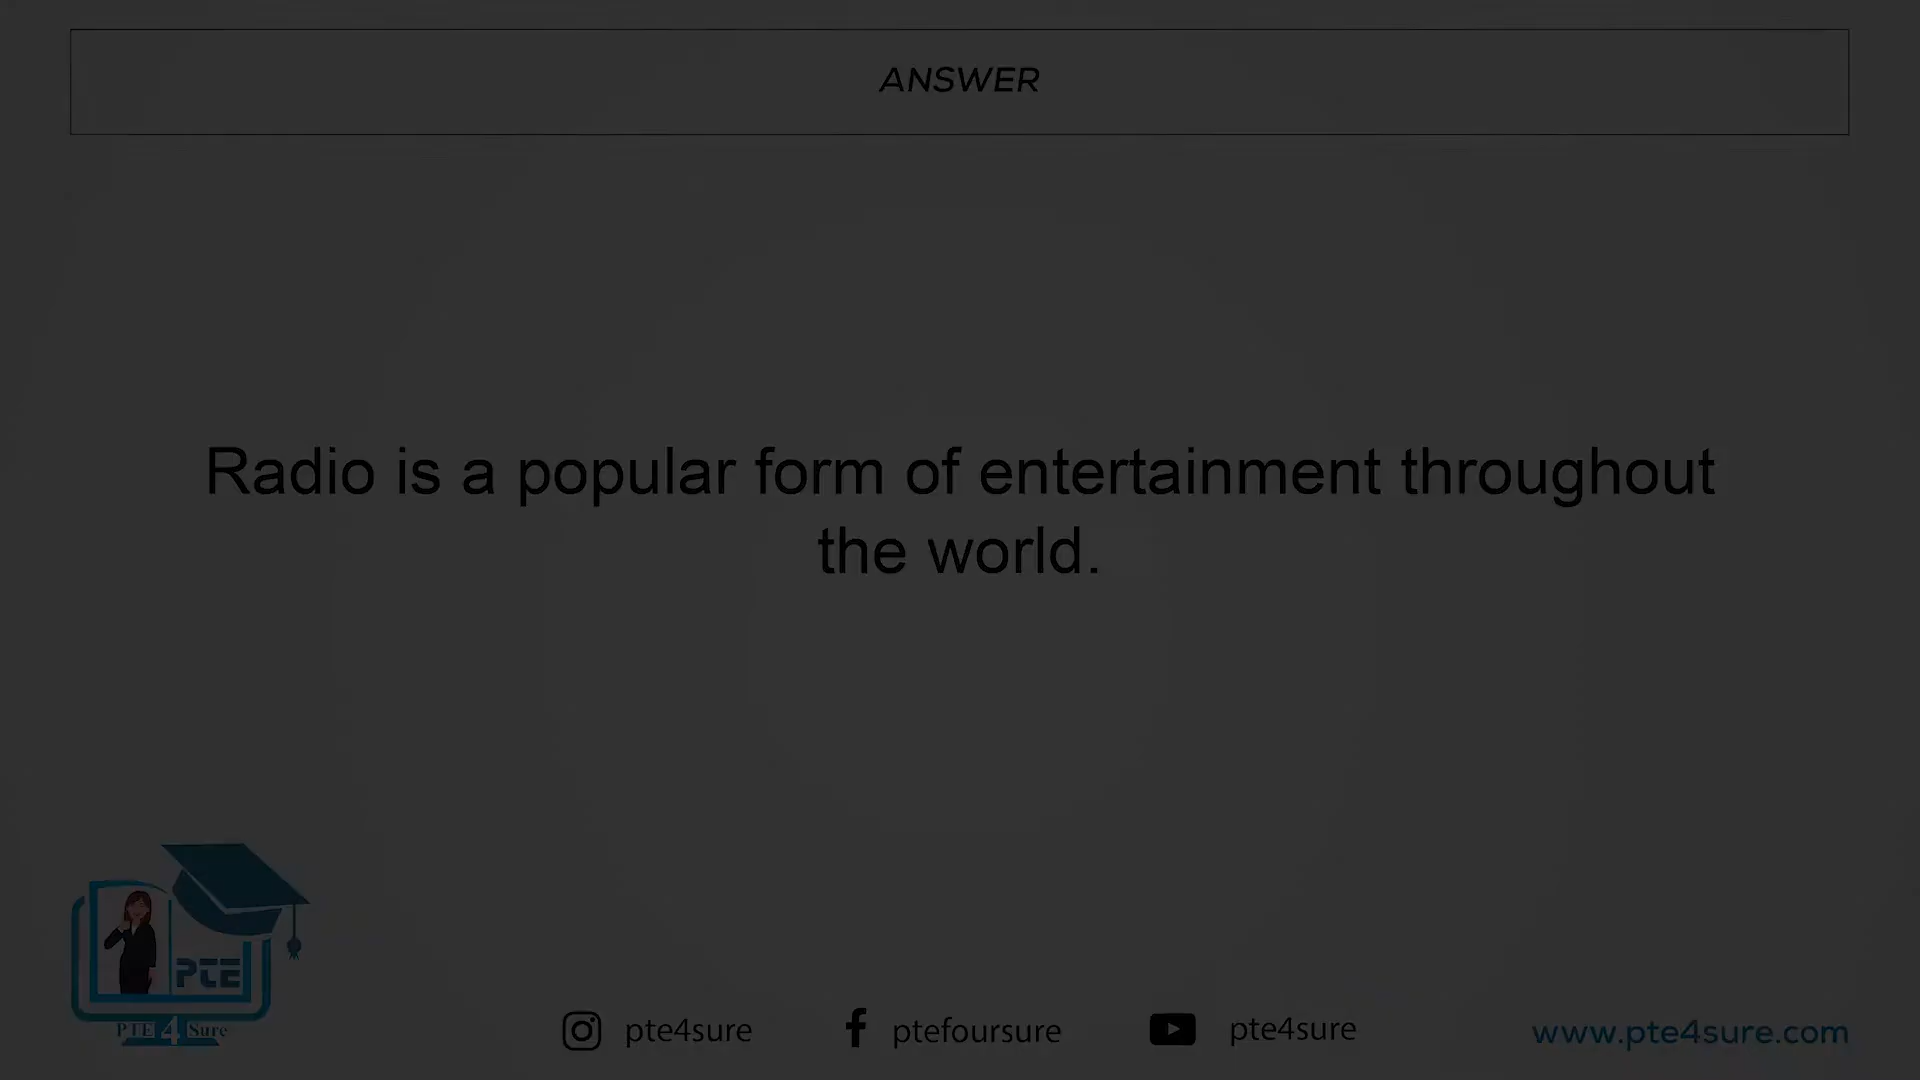 ANSWER
Radio is a popular form of entertainment throughout
the world.
PTE
PTE 4 Sure
pte4sure
ptefoursure
pte4sure
www.pte4sure.com